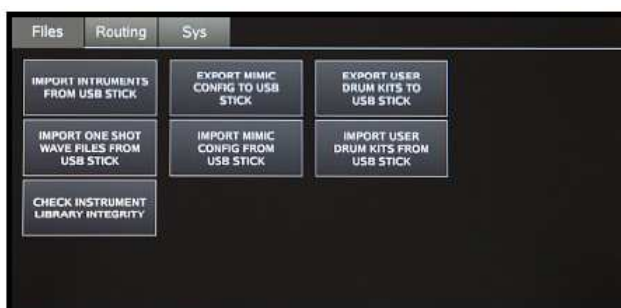 Files Routing Sys
IMPORT INTRUMENTS
FROM USB STICK
EXPORT MIMIC
CONFIG TO USB
STICK
EXPORT USER
DRUM KITS TO
USB STICK
IMPORT ONE SHOT
WAVE FILES FROM
USB STICK
IMPORT MIMIC
CONFIG FROM
USB STICK
IMPORT USER
DRUM KITS FROM
USB STICK
CHECK INSTRUMENT
LIBRARY INTEGRITY